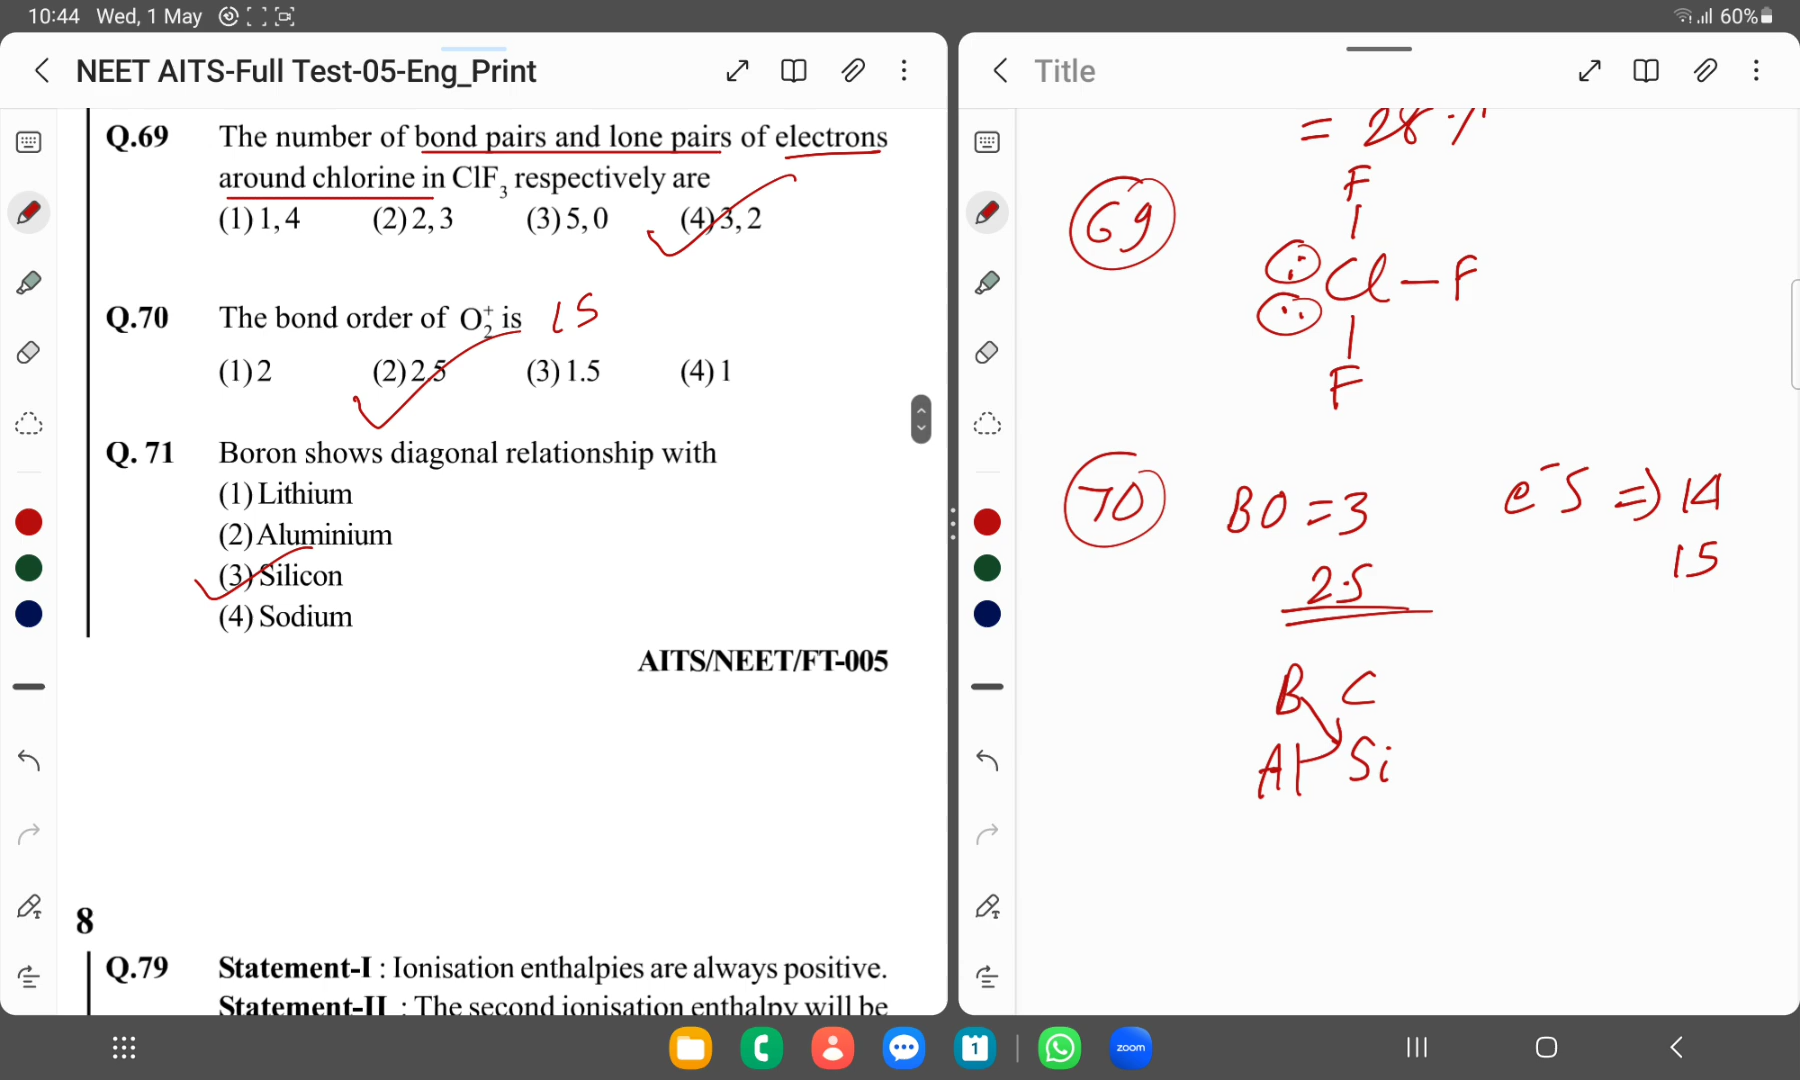 10:44 Wed, 1 May
60%
NEET AITS-Full Test-05-Eng_Print
Q.69 The number of bond pairs and lone pairs of electrons
around chlorine in ClF3 respectively are
(1) 1, 4 (2) 2, 3 (3) 5, 0 (4) 3, 2
Q.70 The bond order of O2+ is 15
(1) 2 (2) 2.5 (3) 1.5 (4) 1
Q. 71 Boron shows diagonal relationship with
(1) Lithium
(2) Aluminium
(3) Silicon
(4) Sodium
AITS/NEET/FT-005
8
Q.79 Statement-I : Ionisation enthalpies are always positive.
Statement-II : The second ionisation enthalpy will be
Title
= 28 %
69
F
Cl – F
F
70 BO = 3 e⁻s ⇒ 14
2.5 15
B C
Al Si
1
zoom